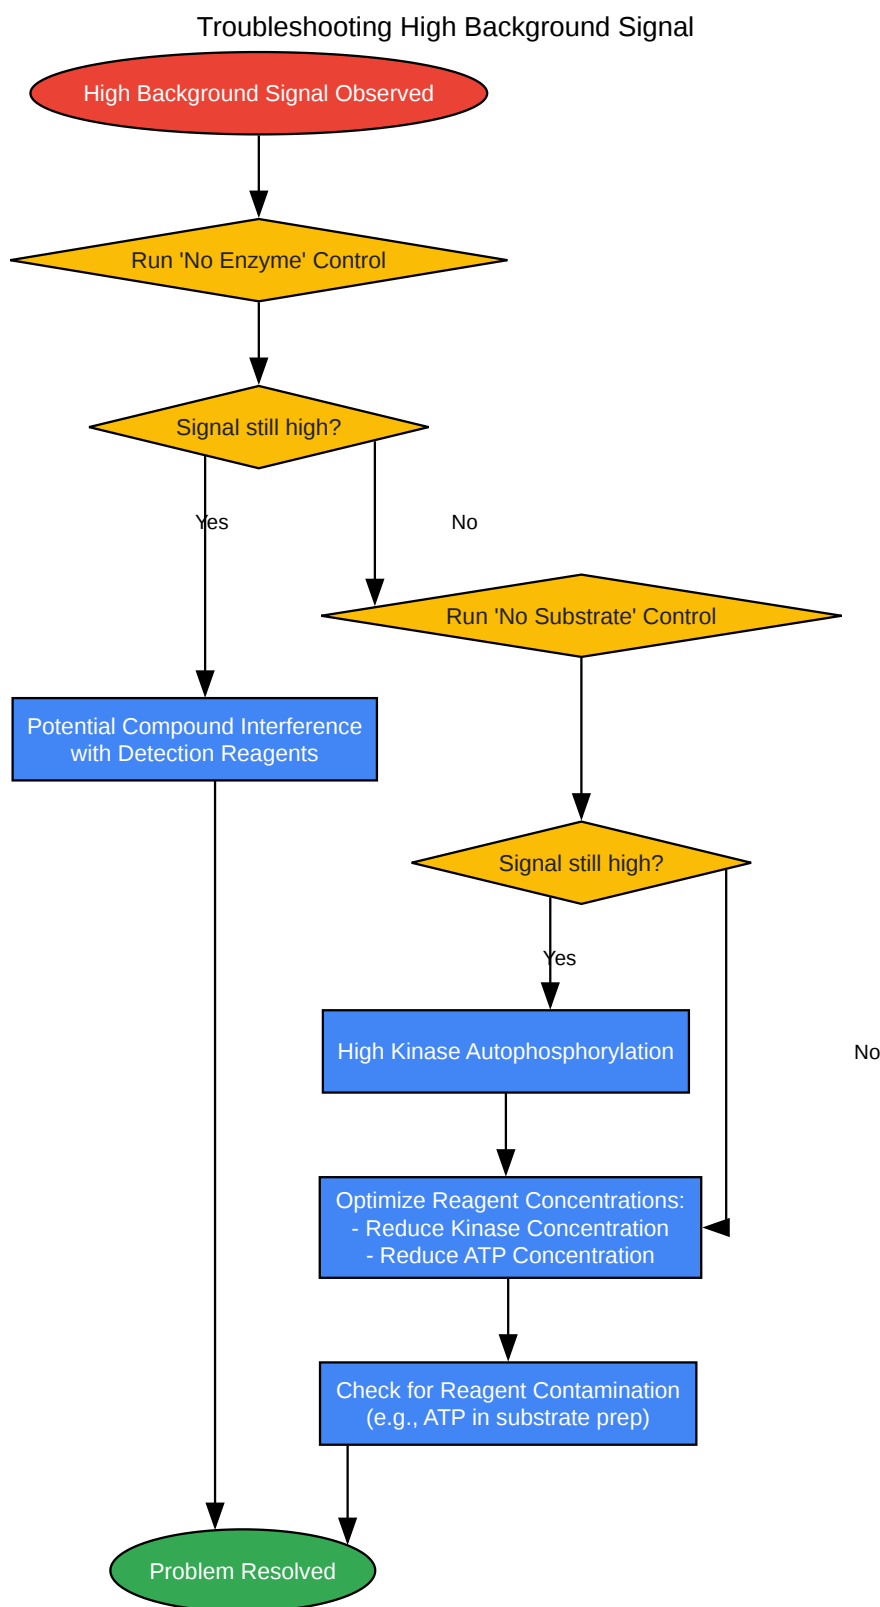 Troubleshooting High Background Signal
High Background Signal Observed
Run 'No Enzyme' Control
Signal still high?
Yes
No
Run 'No Substrate' Control
Potential Compound Interference
with Detection Reagents
Signal still high?
Yes
High Kinase Autophosphorylation
No
Optimize Reagent Concentrations:
- Reduce Kinase Concentration
- Reduce ATP Concentration
Check for Reagent Contamination
(e.g., ATP in substrate prep)
Problem Resolved